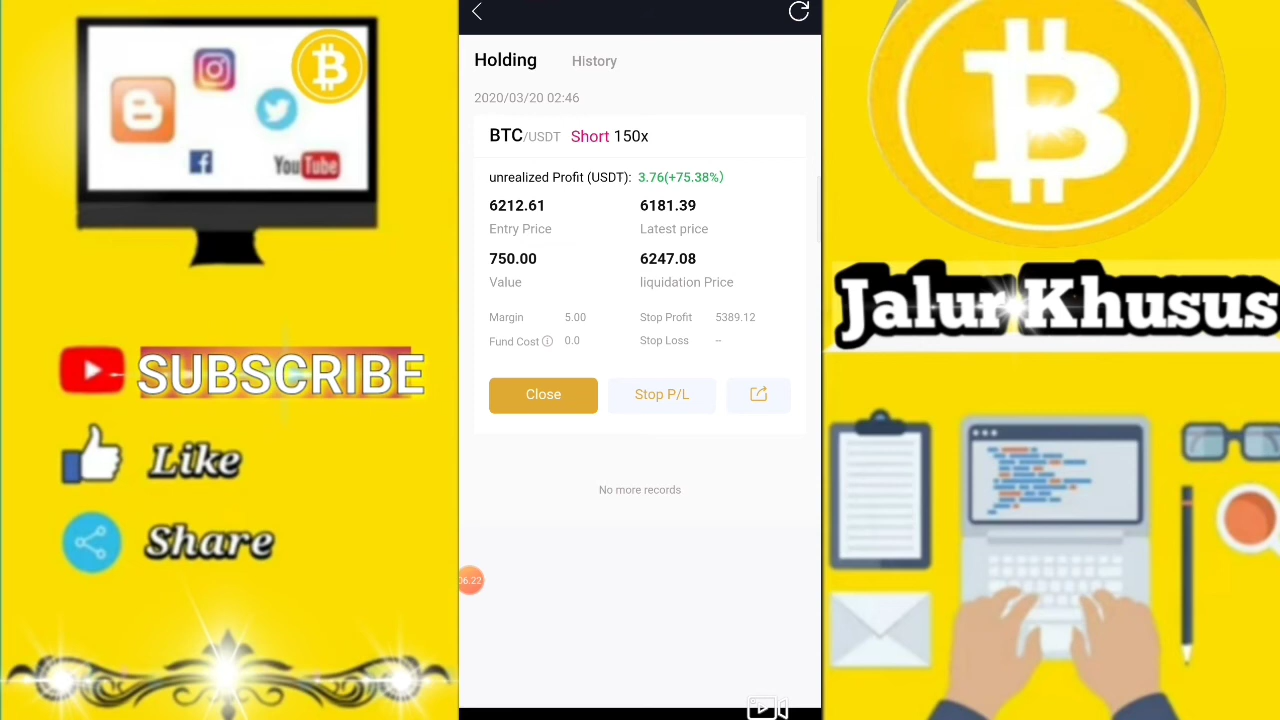 YouTube
SUBSCRIBE
Like
Share
Holding
History
2020/03/20 02:46
BTC/USDT Short 150x
unrealized Profit (USDT): 3.76(+75.38%)
6212.61
6181.39
Entry Price
Latest price
750.00
6247.08
Value
liquidation Price
Margin 5.00
Stop Profit 5389.12
Fund Cost 0.0
Stop Loss --
Close
Stop P/L
No more records
06.22
Jalur Khusus